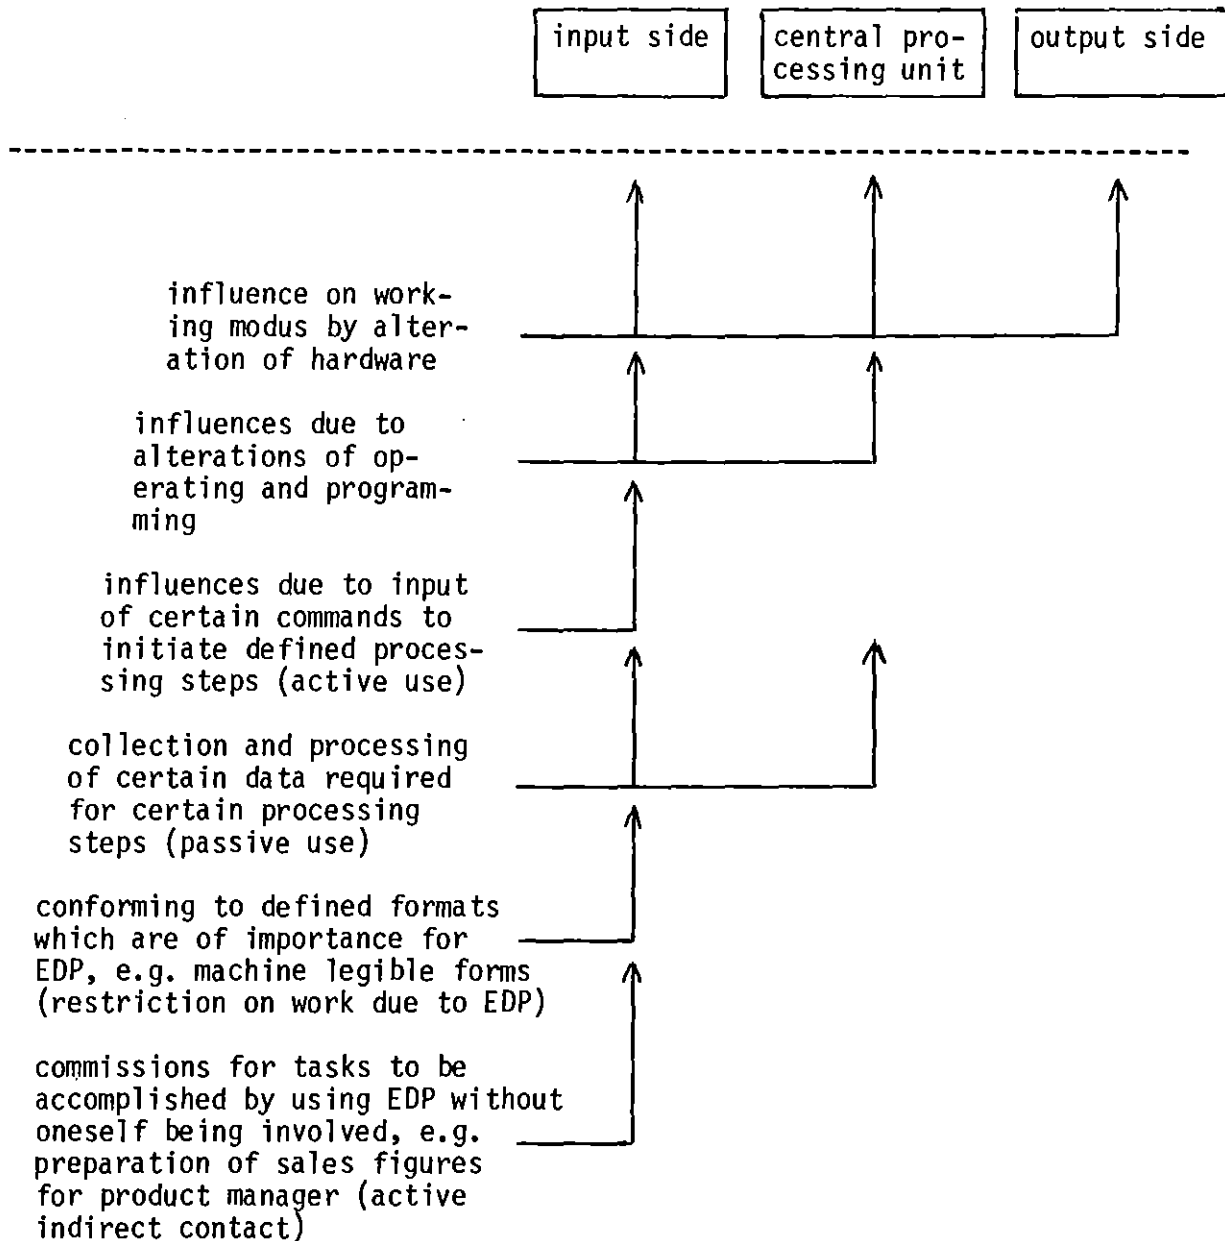 input side
central pro-
cessing unit
output side
influence on work-
ing modus by alter-
ation of hardware
influences due to
alterations of op-
erating and program-
ming
influences due to input
of certain commands to
initiate defined proces-
sing steps (active use)
collection and processing
of certain data required
for certain processing
steps (passive use)
conforming to defined formats
which are of importance for
EDP, e.g. machine legible forms
(restriction on work due to EDP)
commissions for tasks to be
accomplished by using EDP without
oneself being involved, e.g.
preparation of sales figures
for product manager (active
indirect contact)